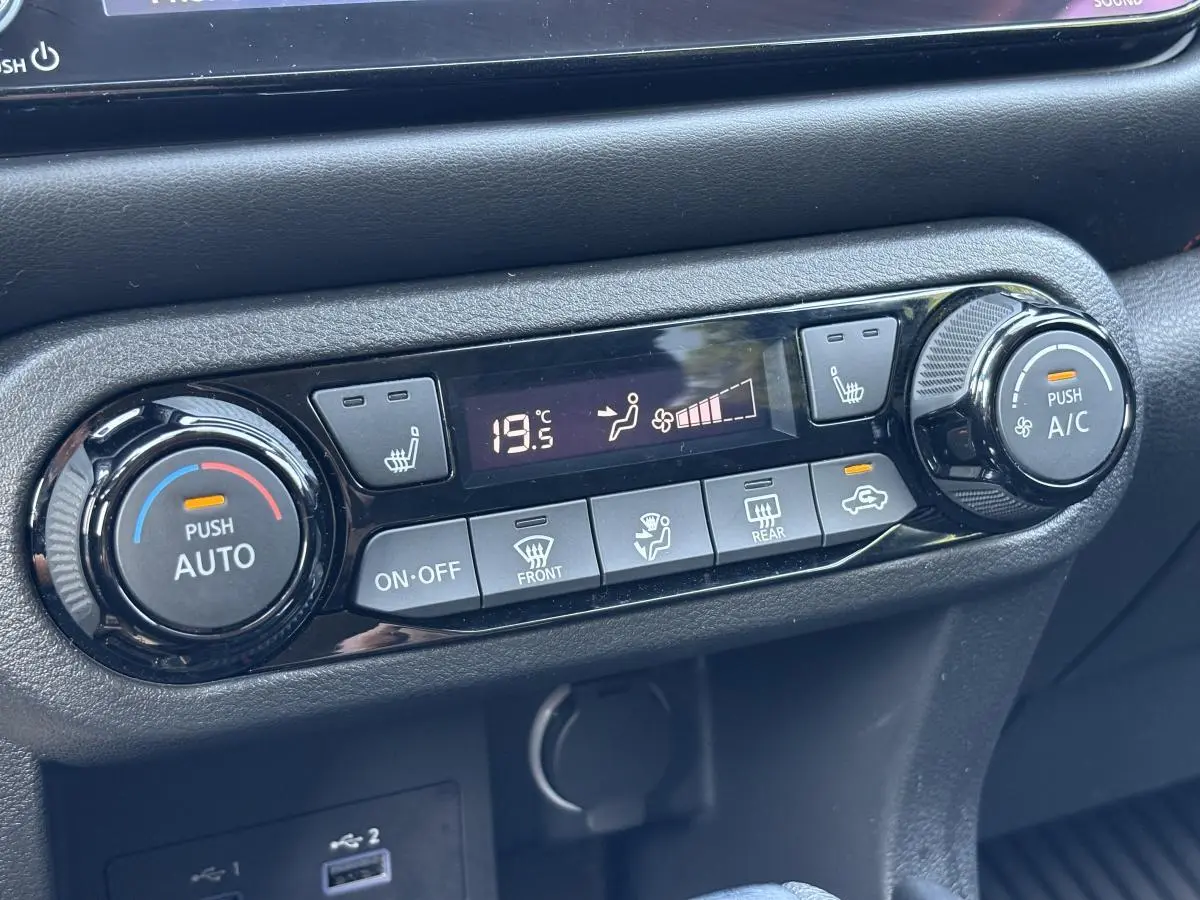 SOUND
PUSH
19.5 °C
PUSH
A/C
PUSH
AUTO
ON·OFF
FRONT
REAR
1
2